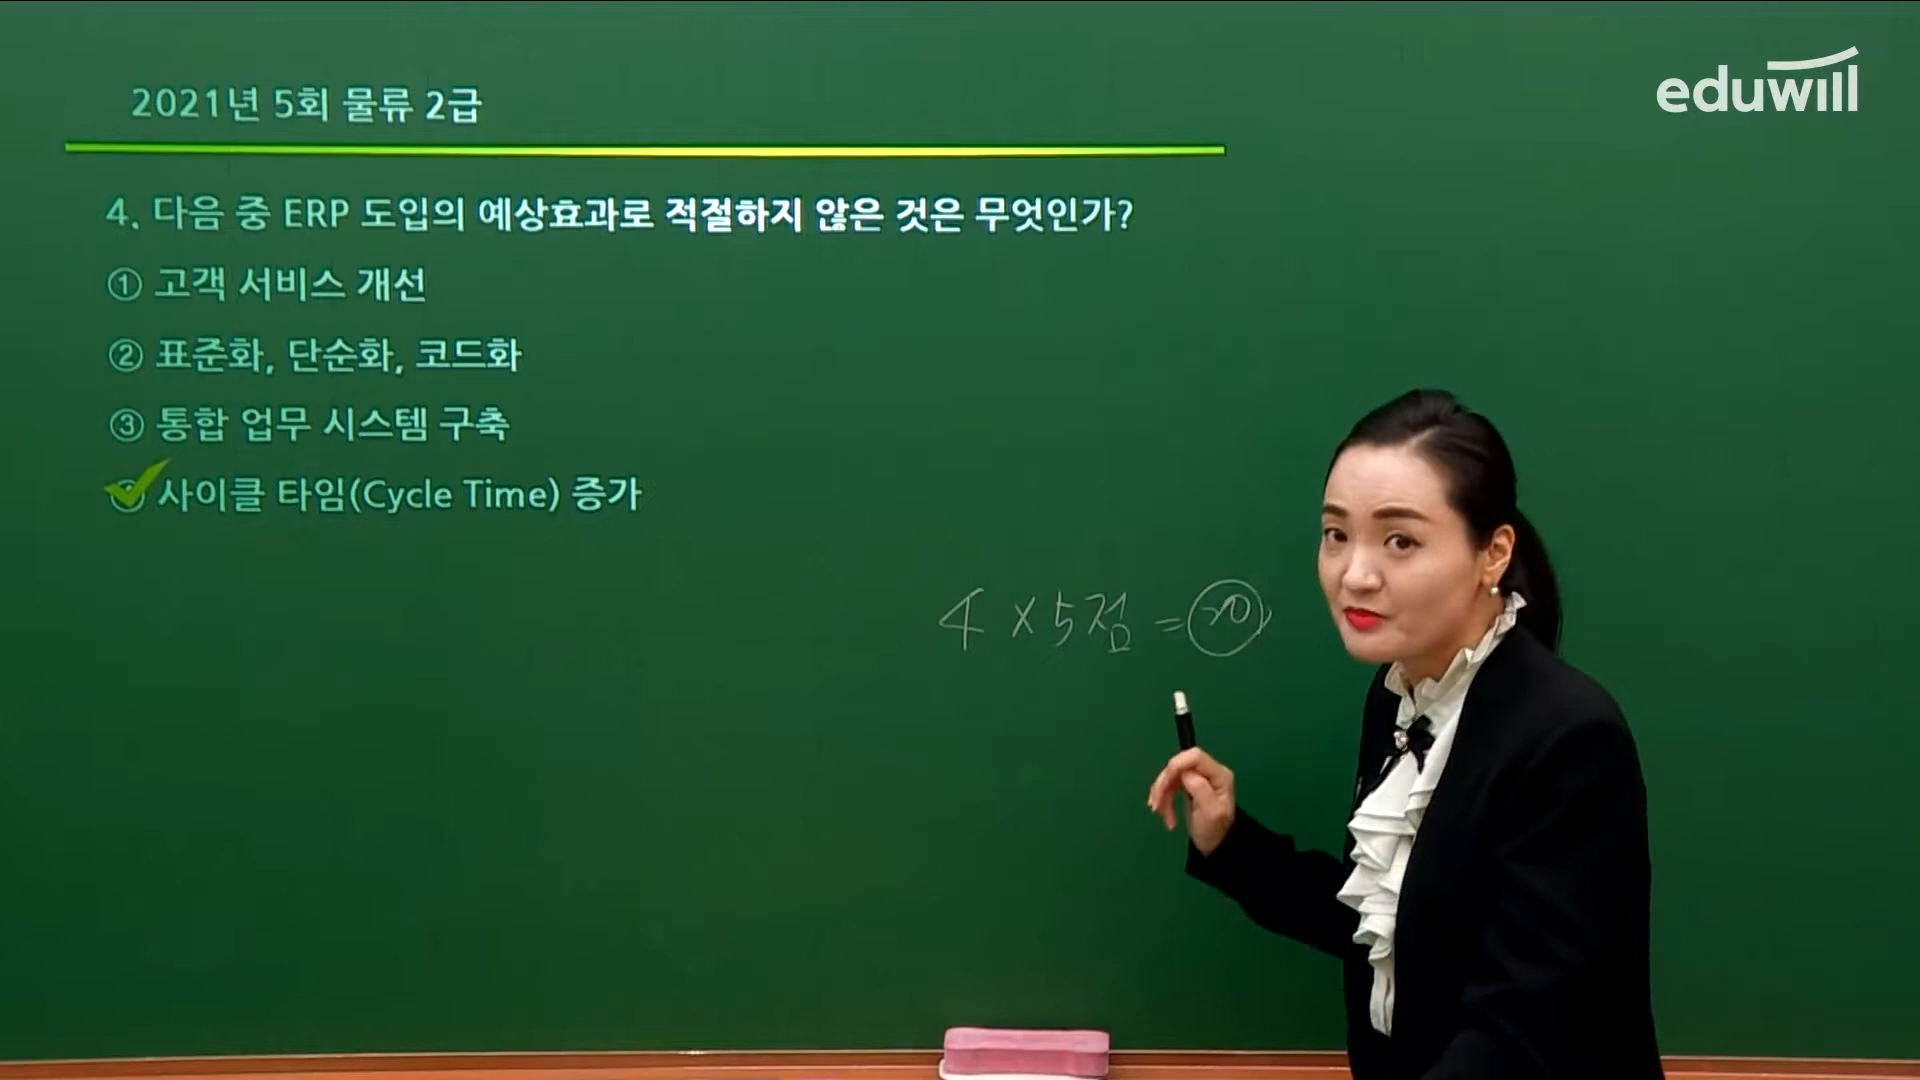 eduwill
2021년 5회 물류 2급
4. 다음 중 ERP 도입의 예상효과로 적절하지 않은 것은 무엇인가?
① 고객 서비스 개선
② 표준화, 단순화, 코드화
③ 통합 업무 시스템 구축
④ 사이클 타임(Cycle Time) 증가
4 × 5점 = 20